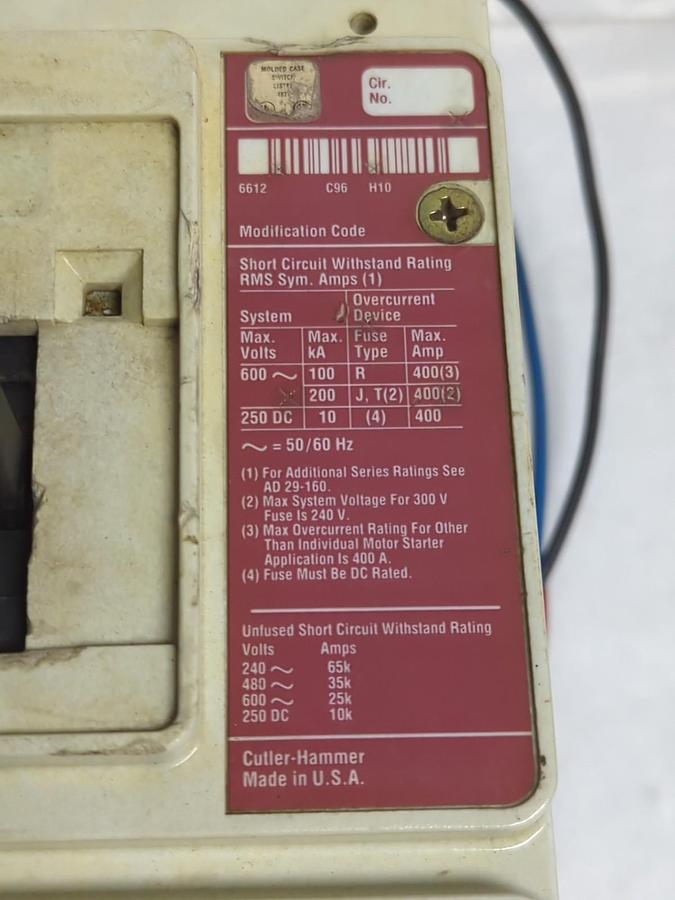 MOLDED CASE
SWITCH
Cir.
No.
6612 C96 H10
Modification Code
Short Circuit Withstand Rating
RMS Sym. Amps (1)
System Overcurrent Device
Max. Volts Max. kA Fuse Type Max. Amp
600 ~ 100 R 400(3)
200 J, T(2) 400(2)
250 DC 10 (4) 400
~ = 50/60 Hz
(1) For Additional Series Ratings See
AD 29-160.
(2) Max System Voltage For 300 V
Fuse Is 240 V.
(3) Max Overcurrent Rating For Other
Than Individual Motor Starter
Application Is 400 A.
(4) Fuse Must Be DC Rated.
Unfused Short Circuit Withstand Rating
Volts Amps
240 ~ 65k
480 ~ 35k
600 ~ 25k
250 DC 10k
Cutler-Hammer
Made in U.S.A.